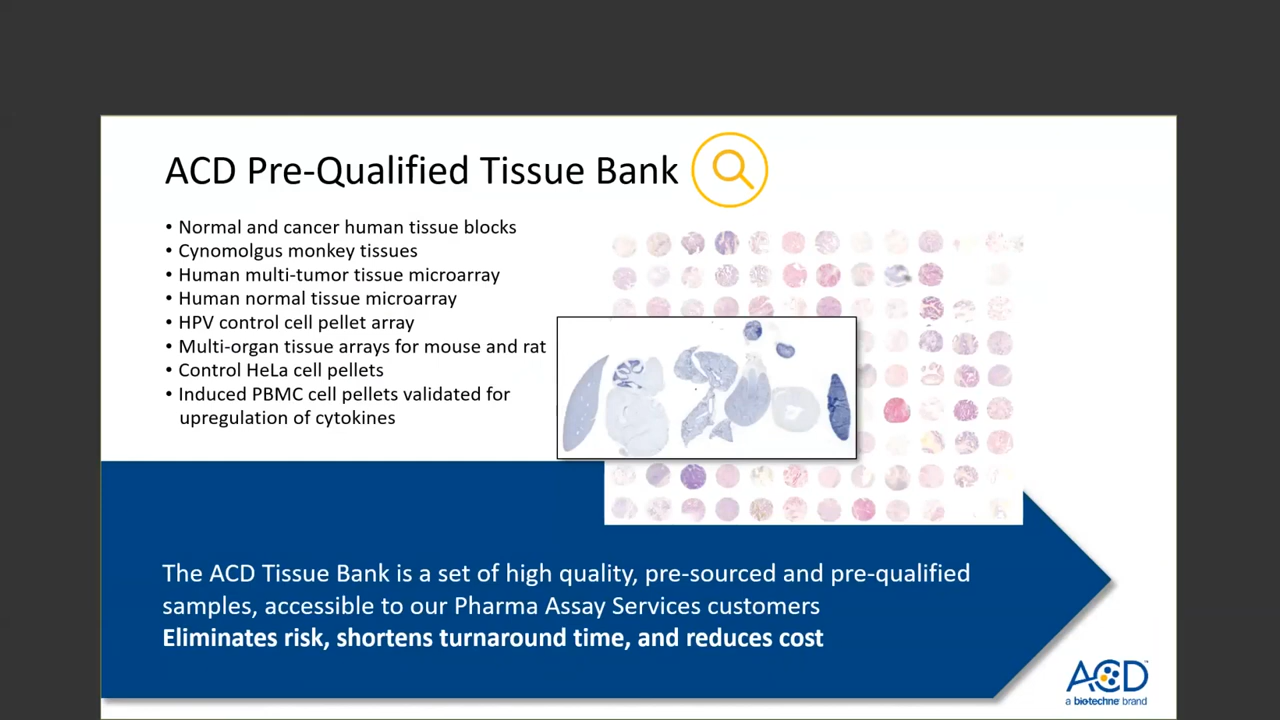 ACD Pre-Qualified Tissue Bank
• Normal and cancer human tissue blocks
• Cynomolgus monkey tissues
• Human multi-tumor tissue microarray
• Human normal tissue microarray
• HPV control cell pellet array
• Multi-organ tissue arrays for mouse and rat
• Control HeLa cell pellets
• Induced PBMC cell pellets validated for
upregulation of cytokines
The ACD Tissue Bank is a set of high quality, pre-sourced and pre-qualified
samples, accessible to our Pharma Assay Services customers
Eliminates risk, shortens turnaround time, and reduces cost
ACD™
a bio-techne brand